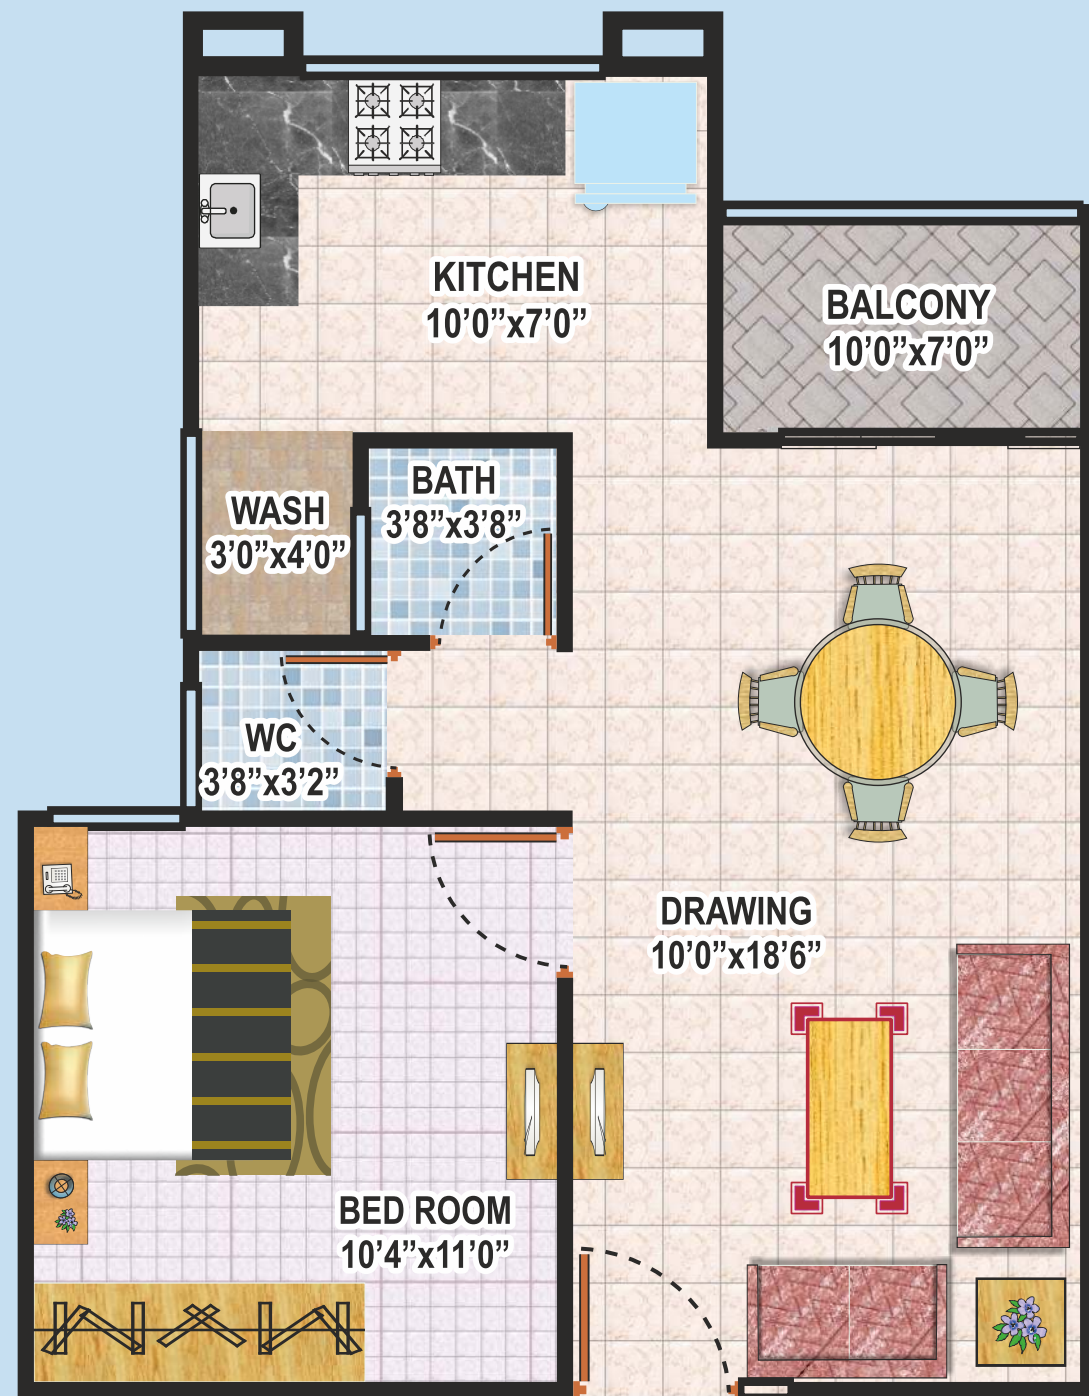 KITCHEN
10’0”x7’0”
BALCONY
10’0”x7’0”
BATH
3’8”x3’8”
WASH
3’0”x4’0”
WC
3’8”x3’2”
DRAWING
10’0”x18’6”
BED ROOM
10’4”x11’0”